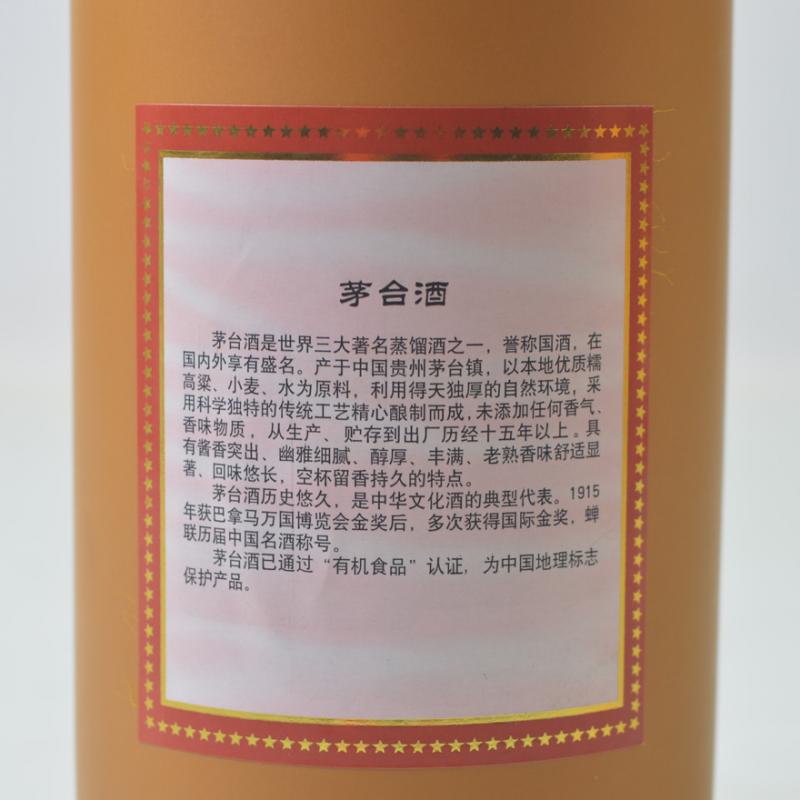 茅台酒
茅台酒是世界三大著名蒸馏酒之一，誉称国酒，在
国内外享有盛名。产于中国贵州茅台镇，以本地优质糯
高粱、小麦、水为原料，利用得天独厚的自然环境，采
用科学独特的传统工艺精心酿制而成，未添加任何香气、
香味物质，从生产、贮存到出厂历经十五年以上。具
有酱香突出、幽雅细腻、醇厚、丰满、老熟香味舒适显
著、回味悠长，空杯留香持久的特点。
茅台酒历史悠久，是中华文化酒的典型代表。1915
年获巴拿马万国博览会金奖后，多次获得国际金奖，蝉
联历届中国名酒称号。
茅台酒已通过“有机食品”认证，为中国地理标志
保护产品。